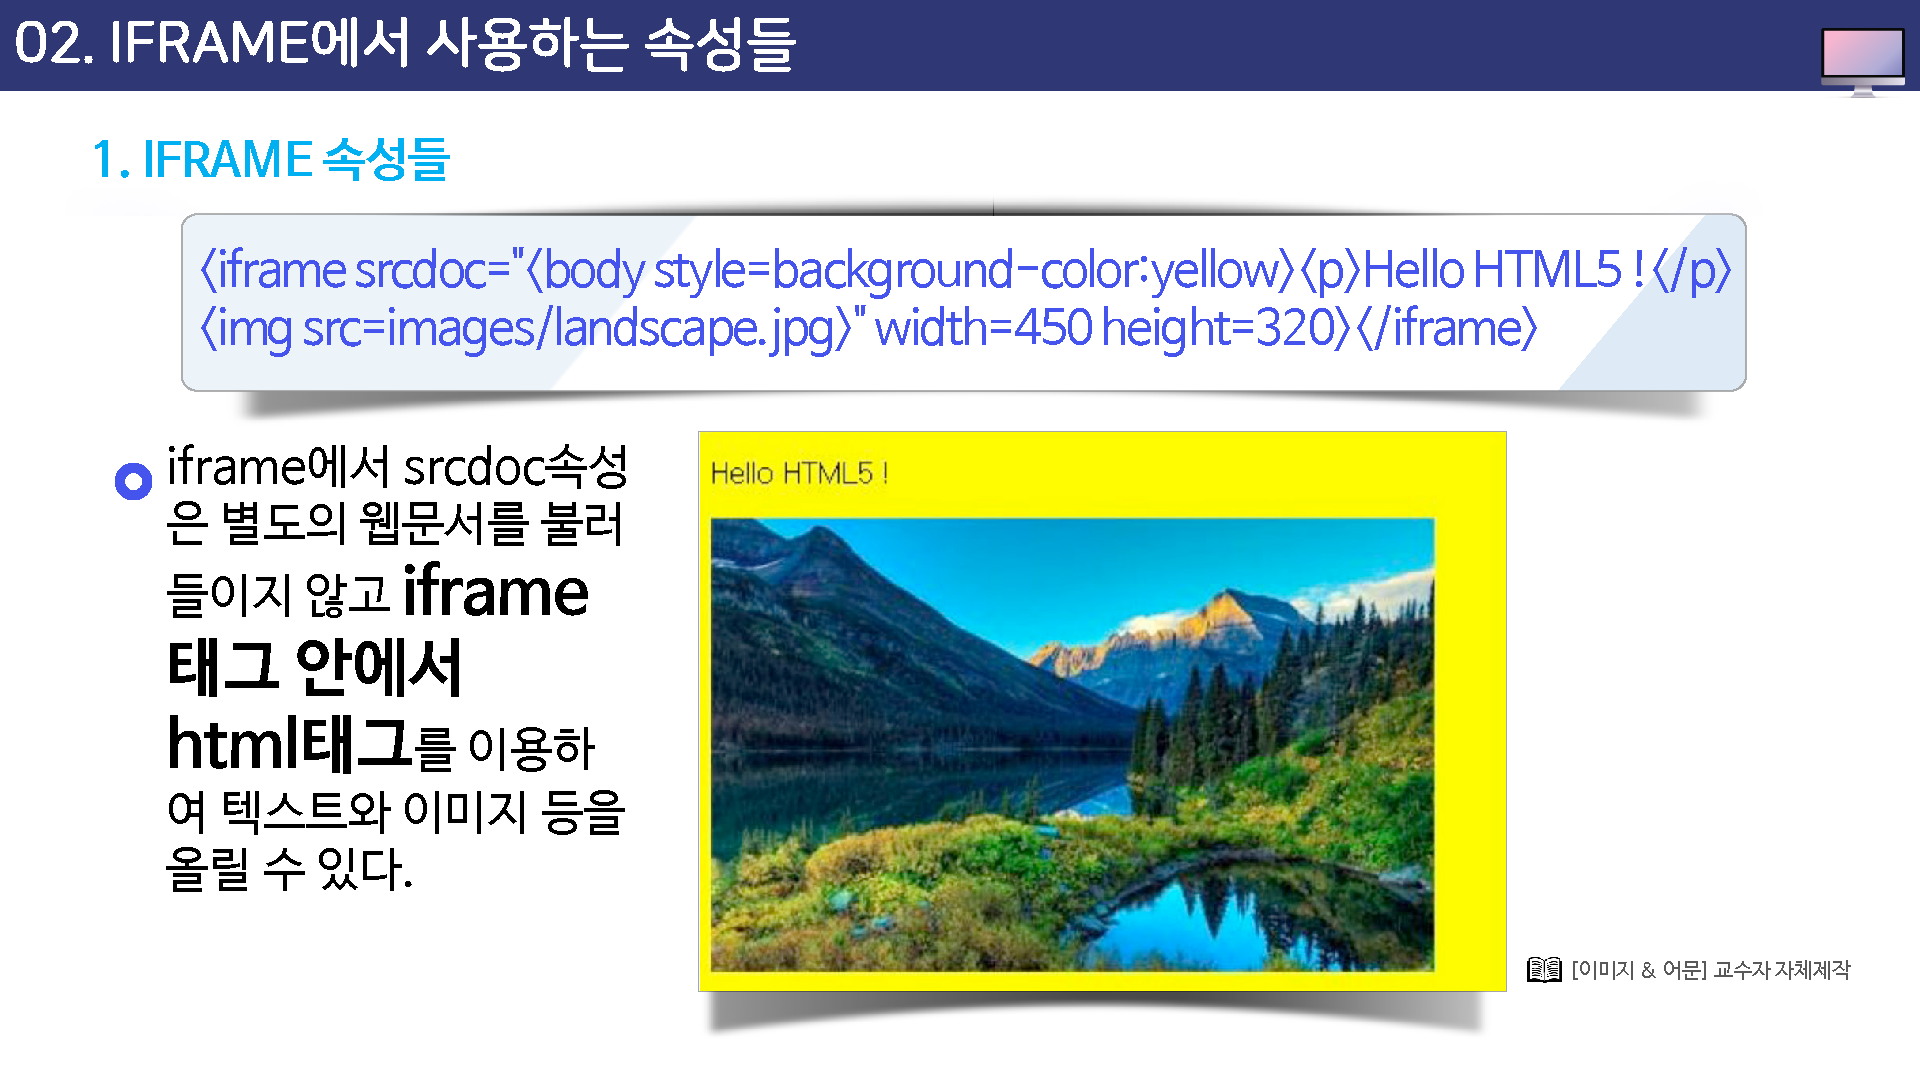 02. IFRAME에서 사용하는 속성들
1. IFRAME 속성들
<iframe srcdoc="<body style=background-color:yellow><p>Hello HTML5 !</p>
<img src=images/landscape.jpg>" width=450 height=320></iframe>
iframe에서 srcdoc속성
은 별도의 웹문서를 불러
들이지 않고 iframe
태그 안에서
html태그를 이용하
여 텍스트와 이미지 등을
올릴 수 있다.
Hello HTML5 !
[이미지 & 어문] 교수자 자체제작